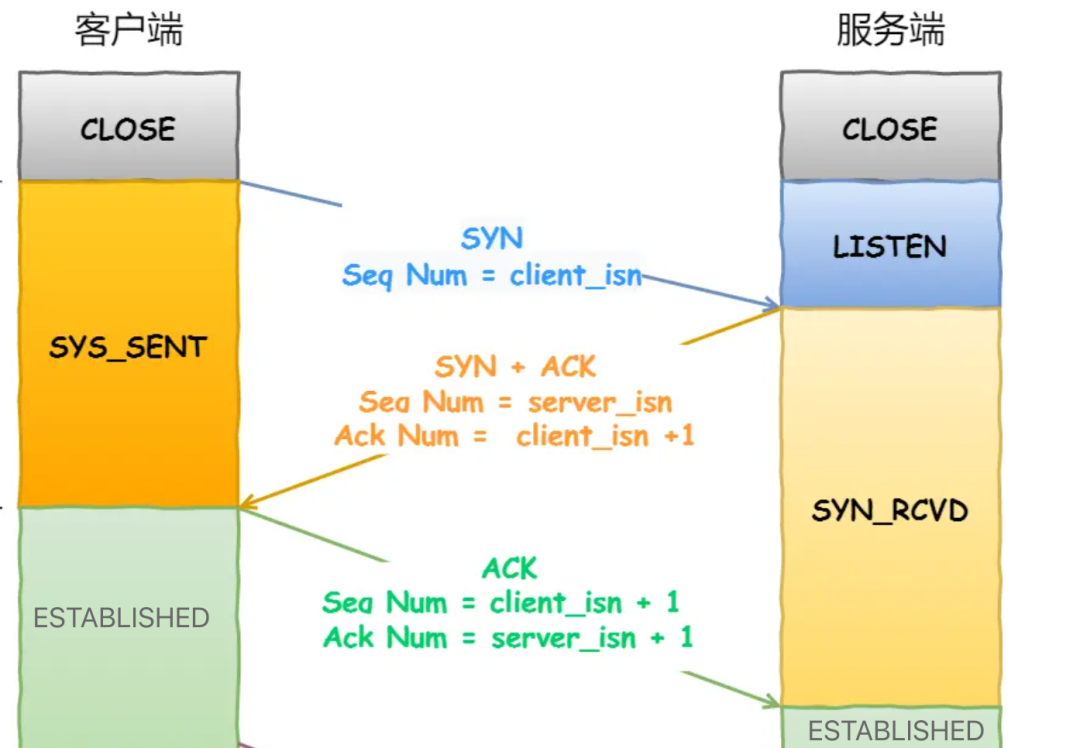 客户端
服务端
CLOSE
CLOSE
LISTEN
SYN
Seq Num = client_isn
SYS_SENT
SYN + ACK
Seq Num = server_isn
Ack Num = client_isn +1
SYN_RCVD
ACK
Seq Num = client_isn + 1
Ack Num = server_isn + 1
ESTABLISHED
ESTABLISHED